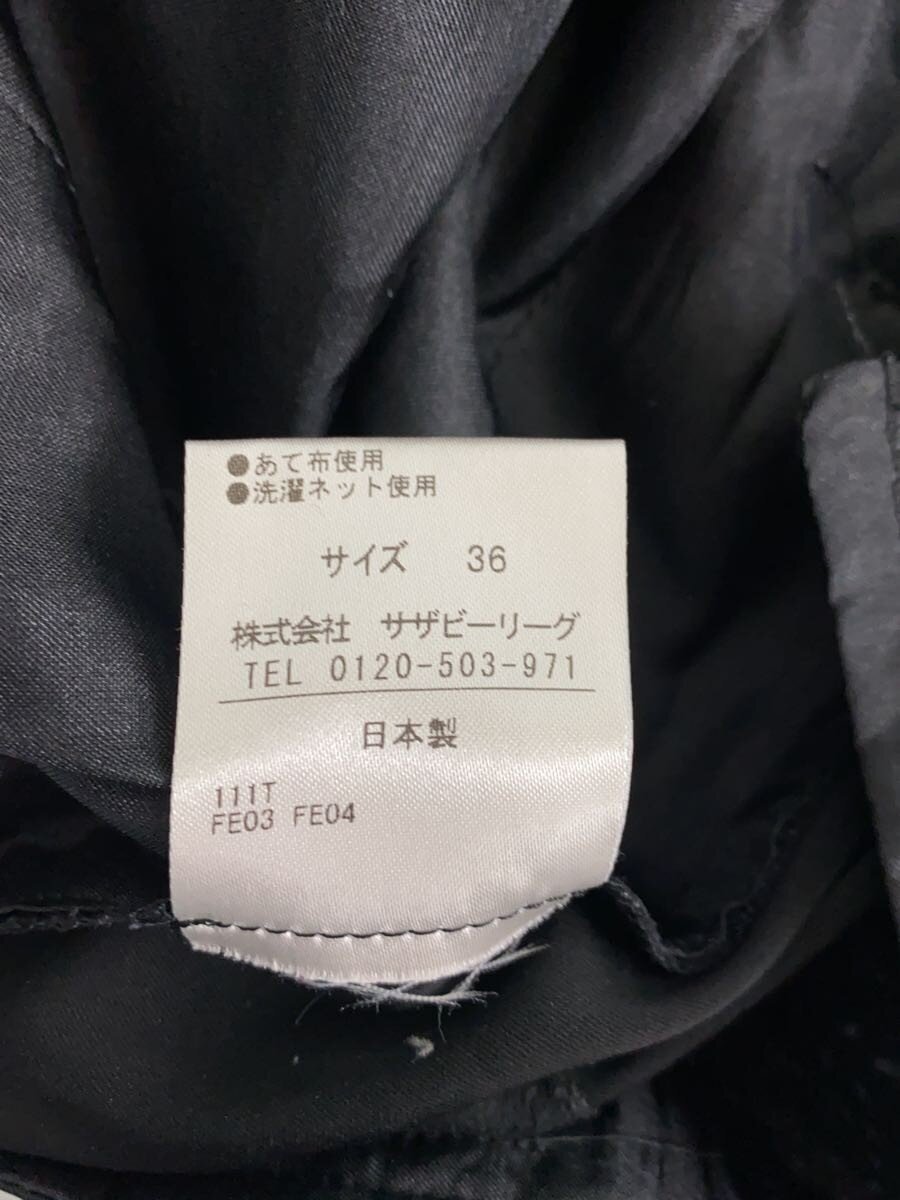 ●あて布使用
●洗濯ネット使用
サイズ 36
株式会社 サザビーリーグ
TEL 0120-503-971
日本製
111T
FE03 FE04